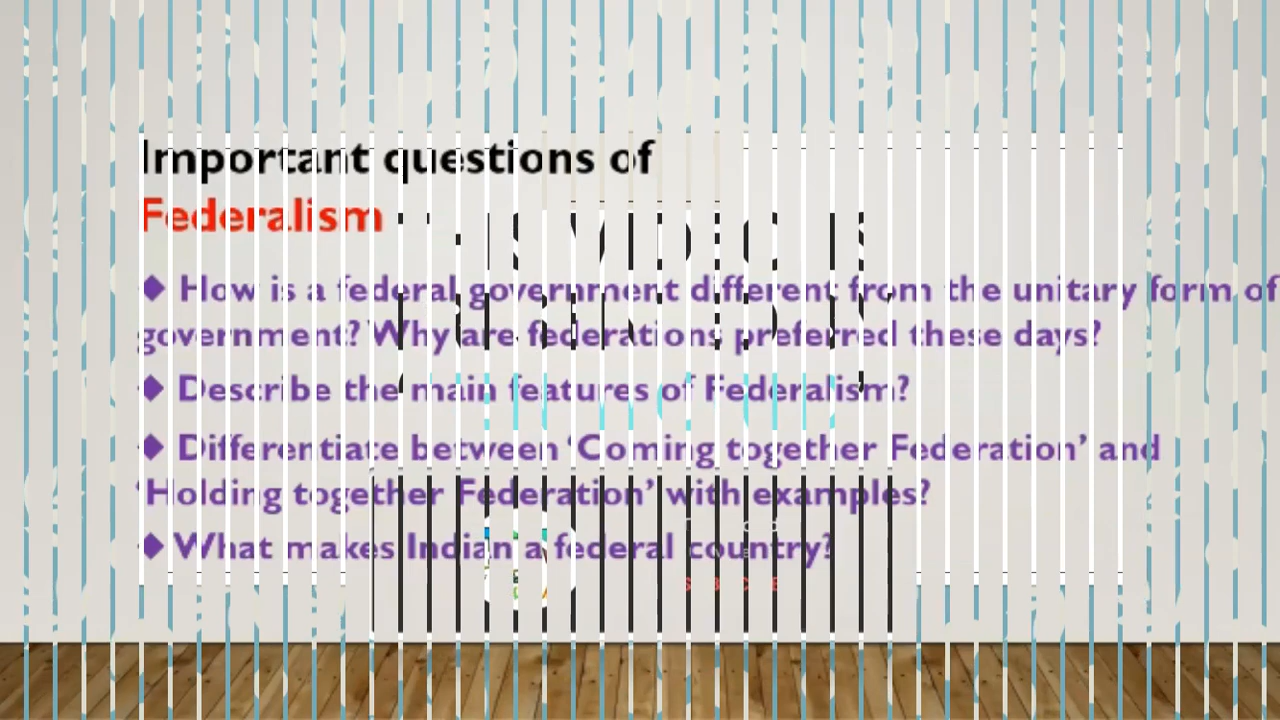 Important questions of
Federalism
◆ How is a federal government different from the unitary form of
government? Why are federations preferred these days?
◆ Describe the main features of Federalism?
◆ Differentiate between ‘Coming together Federation’ and
‘Holding together Federation’ with examples?
◆ What makes Indian a federal country?